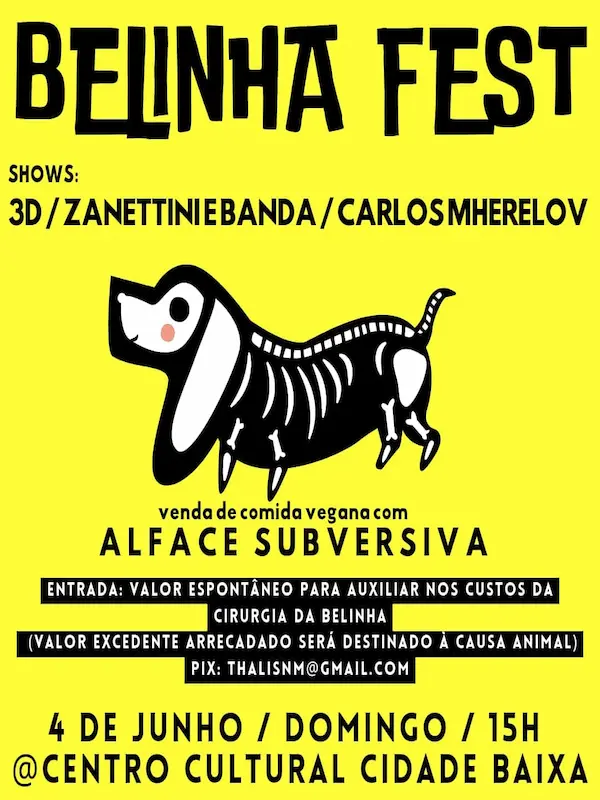 BELINHA FEST
SHOWS:
3D / ZANETTINI E BANDA / CARLOS MHERELOV
venda de comida vegana com
ALFACE SUBVERSIVA
ENTRADA: VALOR ESPONTÂNEO PARA AUXILIAR NOS CUSTOS DA
CIRURGIA DA BELINHA
(VALOR EXCEDENTE ARRECADADO SERÁ DESTINADO À CAUSA ANIMAL)
PIX: THALISNM@GMAIL.COM
4 DE JUNHO / DOMINGO / 15H
@CENTRO CULTURAL CIDADE BAIXA